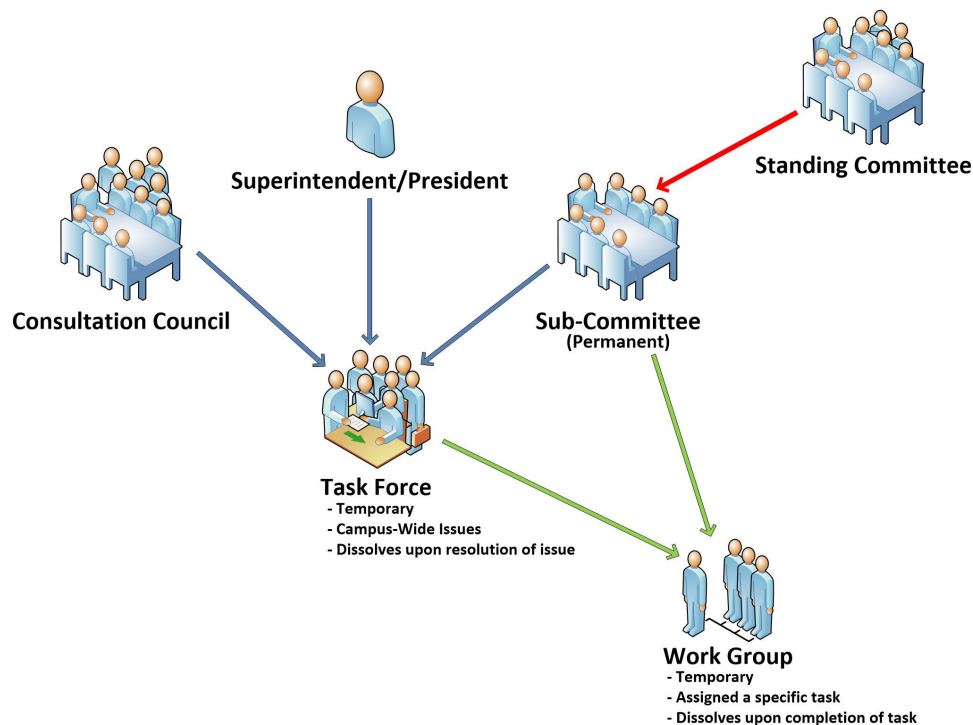 Standing Committee
Superintendent/President
Consultation Council
Sub-Committee
(Permanent)
Task Force
- Temporary
- Campus-Wide Issues
- Dissolves upon resolution of issue
Work Group
- Temporary
- Assigned a specific task
- Dissolves upon completion of task